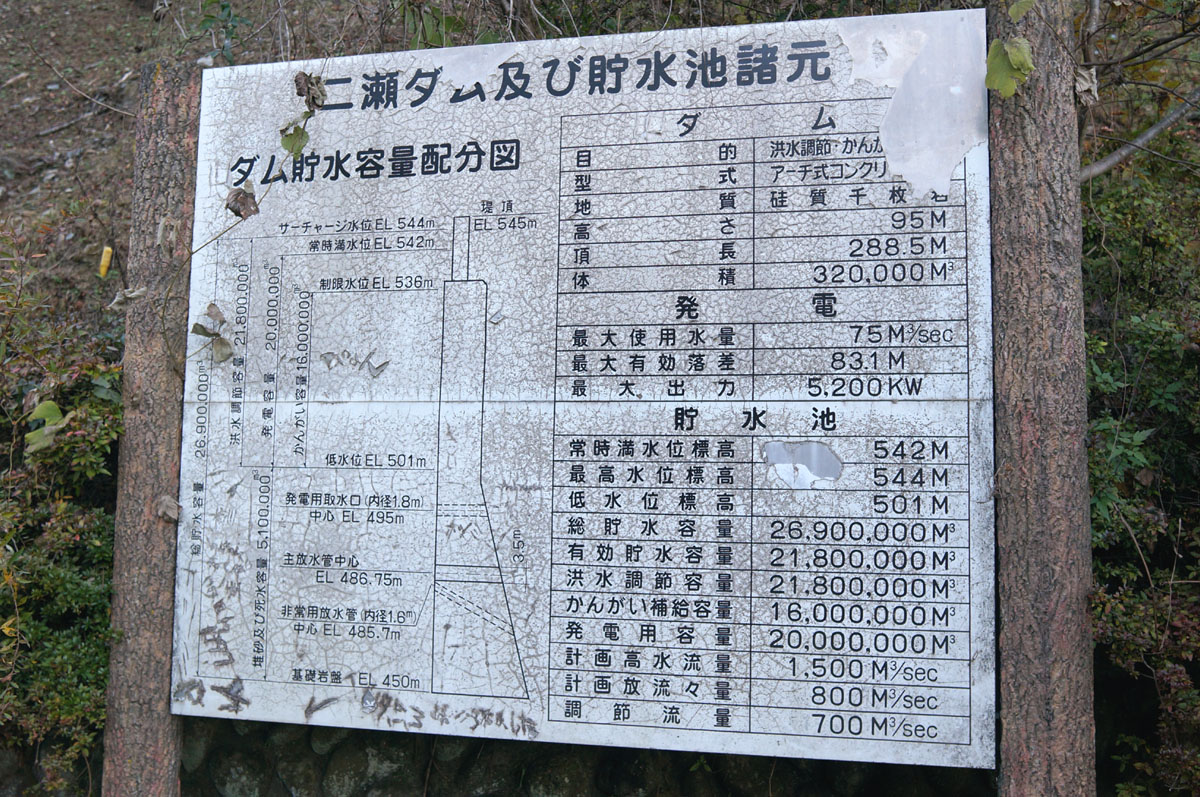 二瀬ダム及び貯水池諸元
ダム貯水容量配分図
堤頂
EL 545m
サーチャージ水位 EL 544m
常時満水位 EL 542m
制限水位 EL 536m
低水位 EL 501m
発電用取水口(内径1.8m)
中心 EL 495m
主放水管中心
EL 486.75m
非常用放水管(内径1.6m)
中心 EL 485.7m
基礎岩盤 EL 450m
総貯水容量 26,900,000m³
洪水調節容量 21,800,000m³
発電容量 20,000,000m³
かんがい容量 16,000,000m³
堆砂及び死水容量 5,100,000m³
ダム
目的 洪水調節・かんが
型式 アーチ式コンクリ
地質 硅質千枚岩
高さ 95M
頂長 288.5M
体積 320,000M³
発電
最大使用水量 75M³/sec
最大有効落差 83.1M
最大出力 5,200KW
貯水池
常時満水位標高 542M
最高水位標高 544M
低水位標高 501M
総貯水容量 26,900,000M³
有効貯水容量 21,800,000M³
洪水調節容量 21,800,000M³
かんがい補給容量 16,000,000M³
発電用容量 20,000,000M³
計画高水流量 1,500M³/sec
計画放流々量 800M³/sec
調節流量 700M³/sec